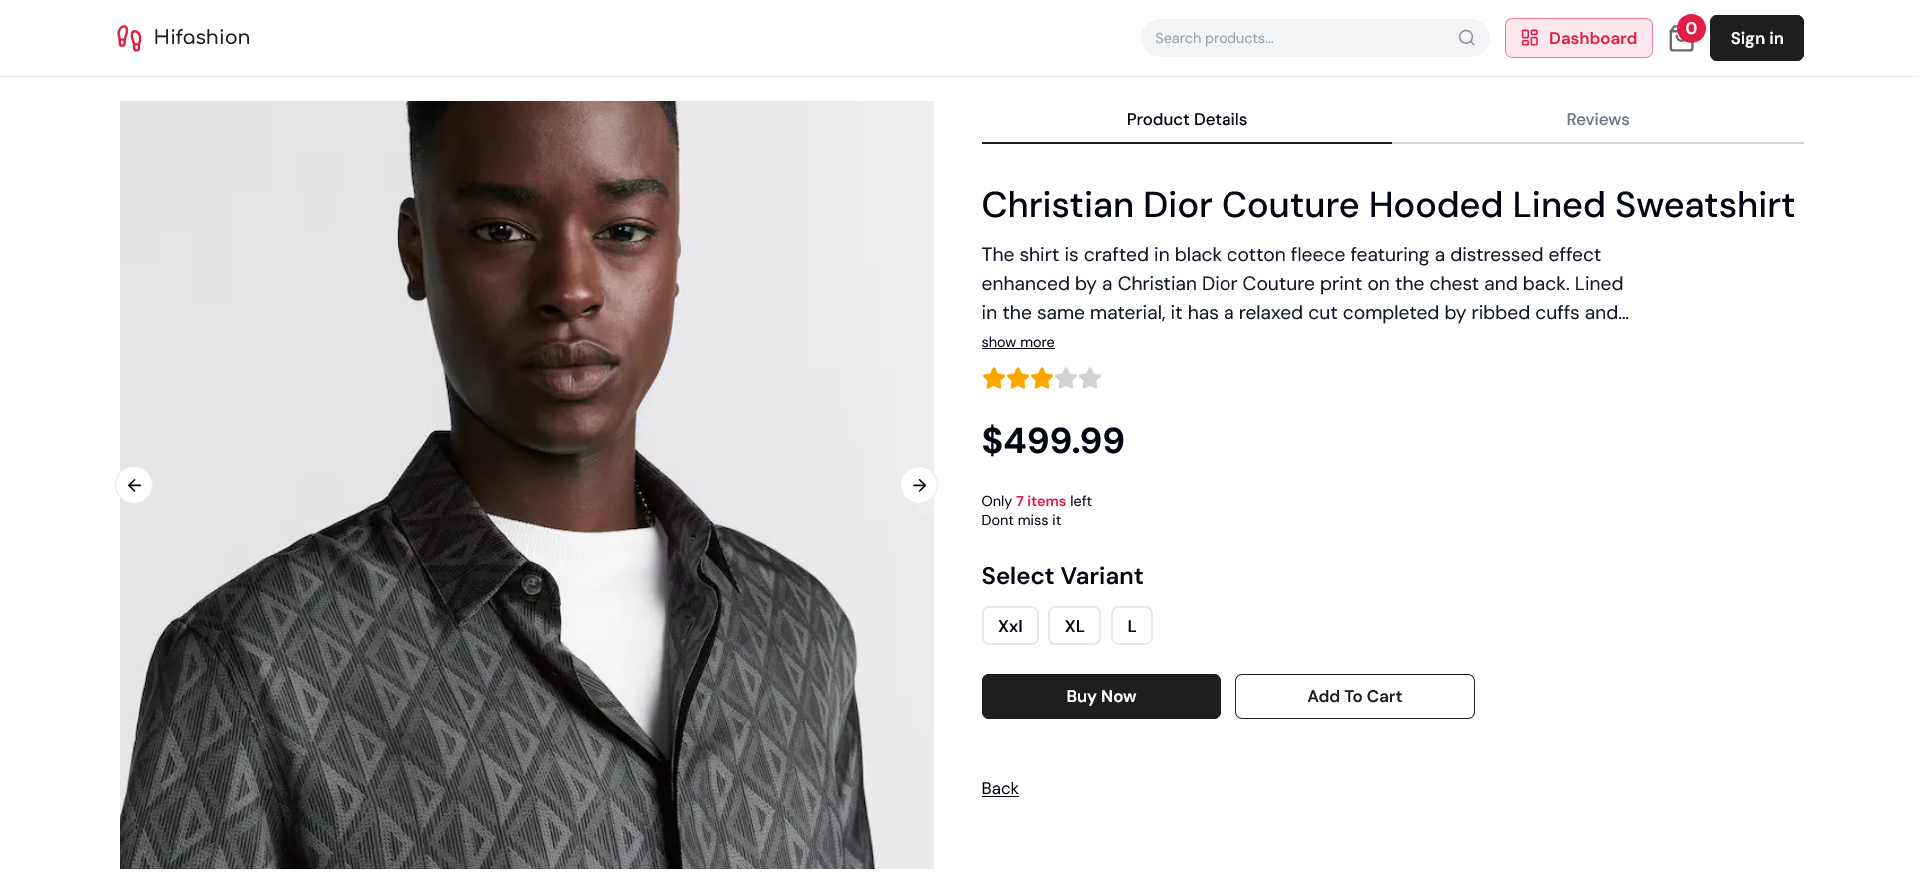 Hifashion
Search products...
Dashboard
0
Sign in
Product Details
Reviews
Christian Dior Couture Hooded Lined Sweatshirt
The shirt is crafted in black cotton fleece featuring a distressed effect
enhanced by a Christian Dior Couture print on the chest and back. Lined
in the same material, it has a relaxed cut completed by ribbed cuffs and...
show more
$499.99
Only 7 items left
Dont miss it
Select Variant
Xxl
XL
L
Buy Now
Add To Cart
Back